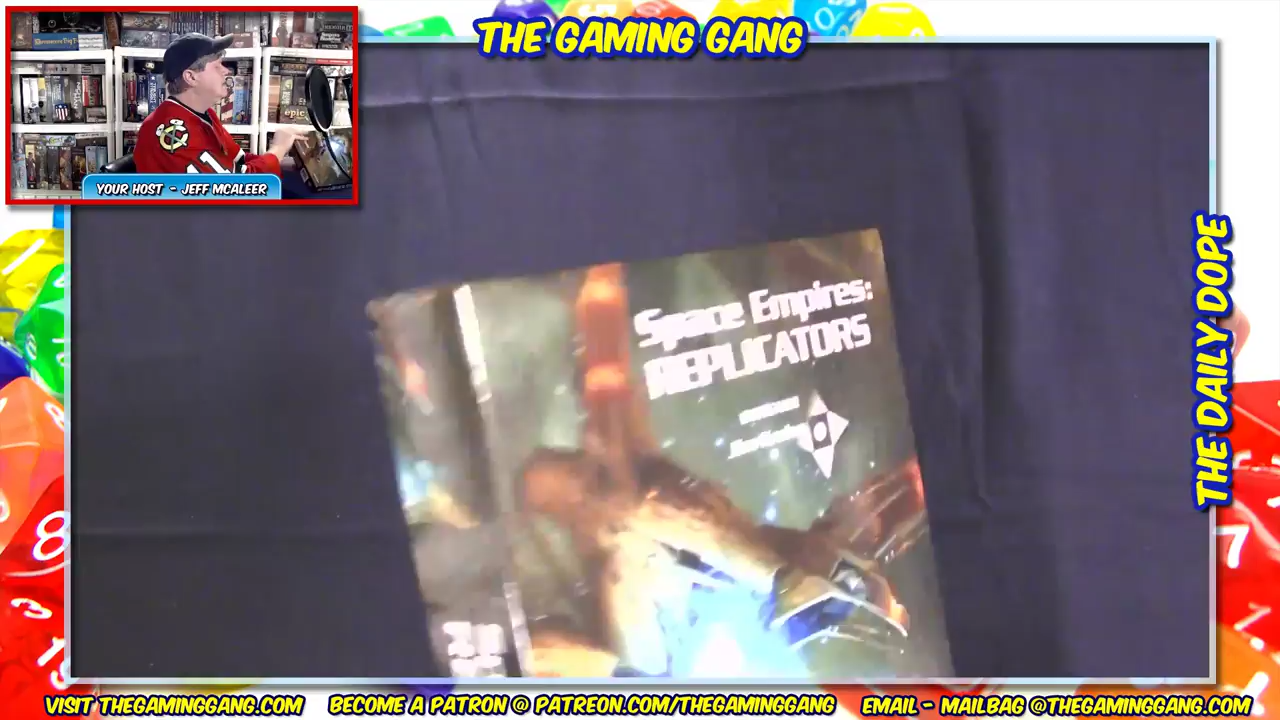 THE GAMING GANG
YOUR HOST - JEFF MCALEER
epic
Space Empires:
REPLICATORS
THE DAILY DOPE
VISIT THEGAMINGGANG.COM
BECOME A PATRON @ PATREON.COM/THEGAMINGGANG
EMAIL - MAILBAG @THEGAMINGGANG.COM